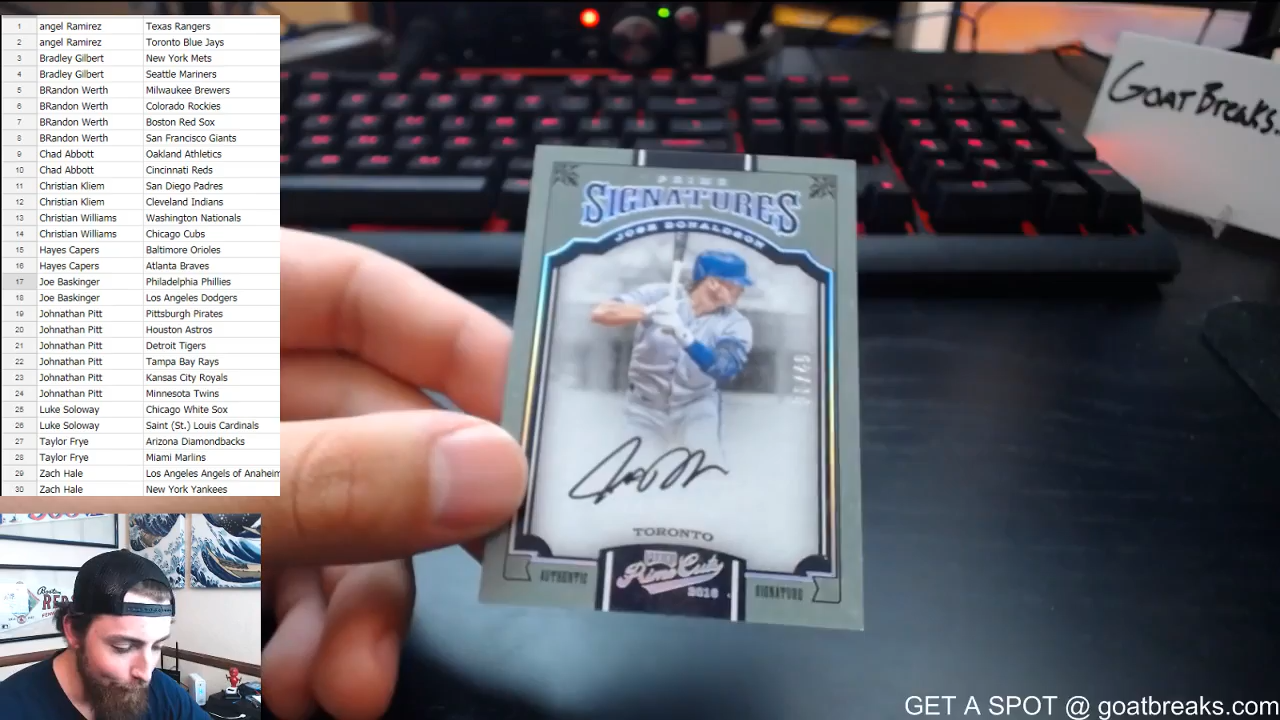 1 angel Ramirez Texas Rangers
2 angel Ramirez Toronto Blue Jays
3 Bradley Gilbert New York Mets
4 Bradley Gilbert Seattle Mariners
5 BRandon Werth Milwaukee Brewers
6 BRandon Werth Colorado Rockies
7 BRandon Werth Boston Red Sox
8 BRandon Werth San Francisco Giants
9 Chad Abbott Oakland Athletics
10 Chad Abbott Cincinnati Reds
11 Christian Kliem San Diego Padres
12 Christian Kliem Cleveland Indians
13 Christian Williams Washington Nationals
14 Christian Williams Chicago Cubs
15 Hayes Capers Baltimore Orioles
16 Hayes Capers Atlanta Braves
17 Joe Baskinger Philadelphia Phillies
18 Joe Baskinger Los Angeles Dodgers
19 Johnathan Pitt Pittsburgh Pirates
20 Johnathan Pitt Houston Astros
21 Johnathan Pitt Detroit Tigers
22 Johnathan Pitt Tampa Bay Rays
23 Johnathan Pitt Kansas City Royals
24 Johnathan Pitt Minnesota Twins
25 Luke Soloway Chicago White Sox
26 Luke Soloway Saint (St.) Louis Cardinals
27 Taylor Frye Arizona Diamondbacks
28 Taylor Frye Miami Marlins
29 Zach Hale Los Angeles Angels of Anaheim
30 Zach Hale New York Yankees
GOAT BREAKS.
PRIME
SIGNATURES
JOSH DONALDSON
TORONTO
Prime Cuts
2016
AUTHENTIC
SIGNATURE
Boston
GET A SPOT @ goatbreaks.com